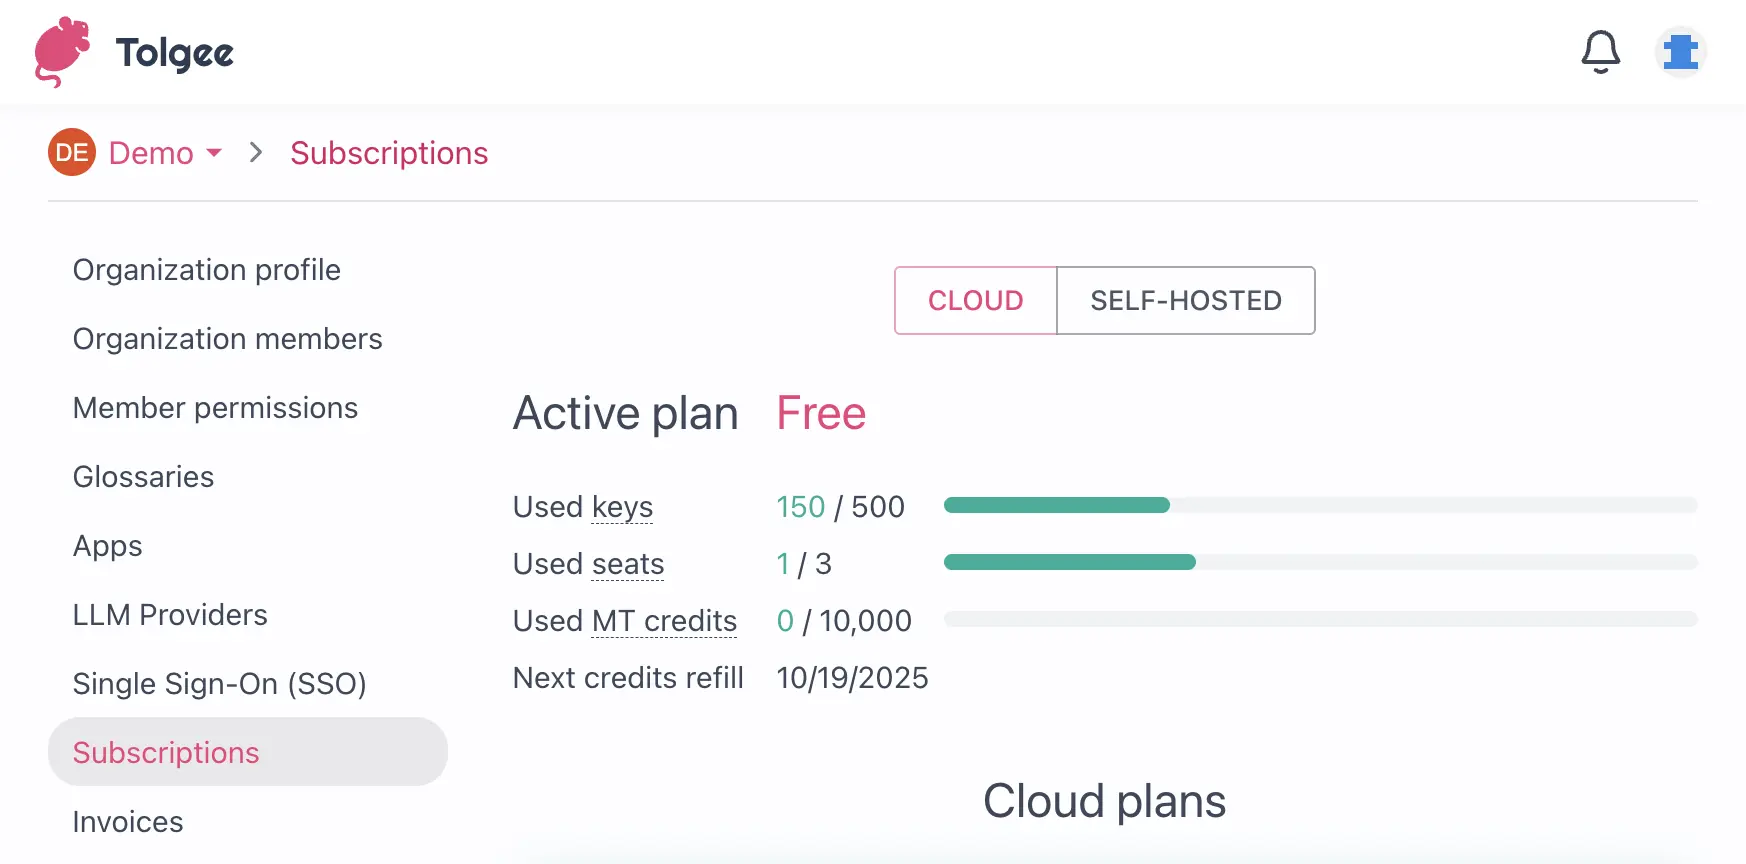 Tolgee
DE Demo Subscriptions
Organization profile
Organization members
Member permissions
Glossaries
Apps
LLM Providers
Single Sign-On (SSO)
Subscriptions
Invoices
CLOUD SELF-HOSTED
Active plan Free
Used keys 150 / 500
Used seats 1 / 3
Used MT credits 0 / 10,000
Next credits refill 10/19/2025
Cloud plans